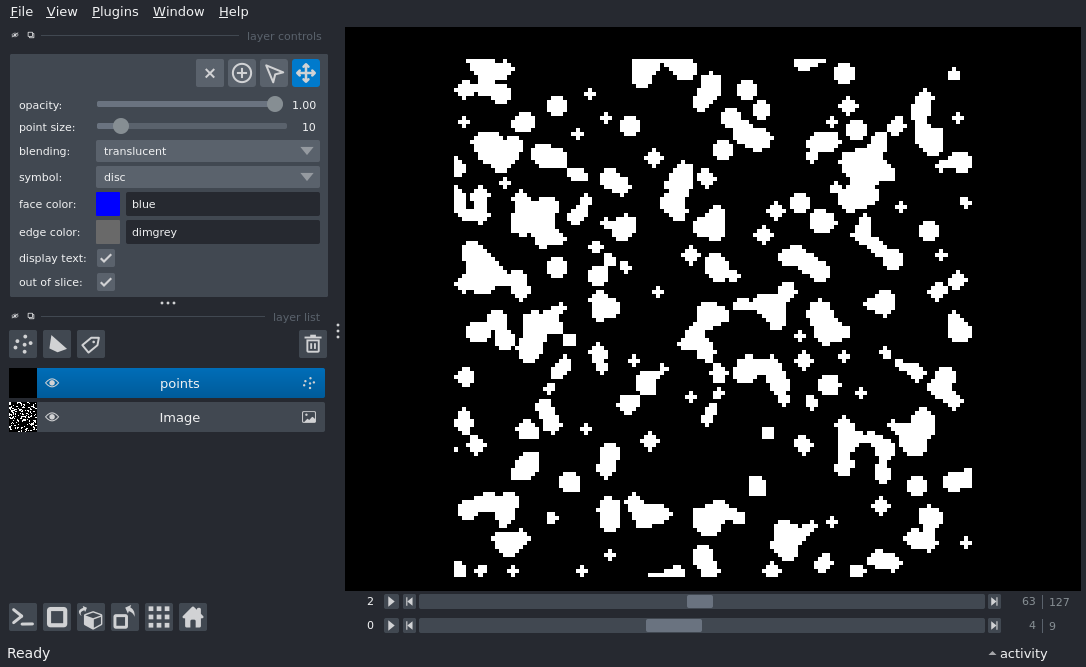 File View Plugins Window Help
layer controls
opacity: 1.00
point size: 10
blending: translucent
symbol: disc
face color: blue
edge color: dimgrey
display text:
out of slice:
layer list
points
Image
2 63 127
0 4 9
Ready activity